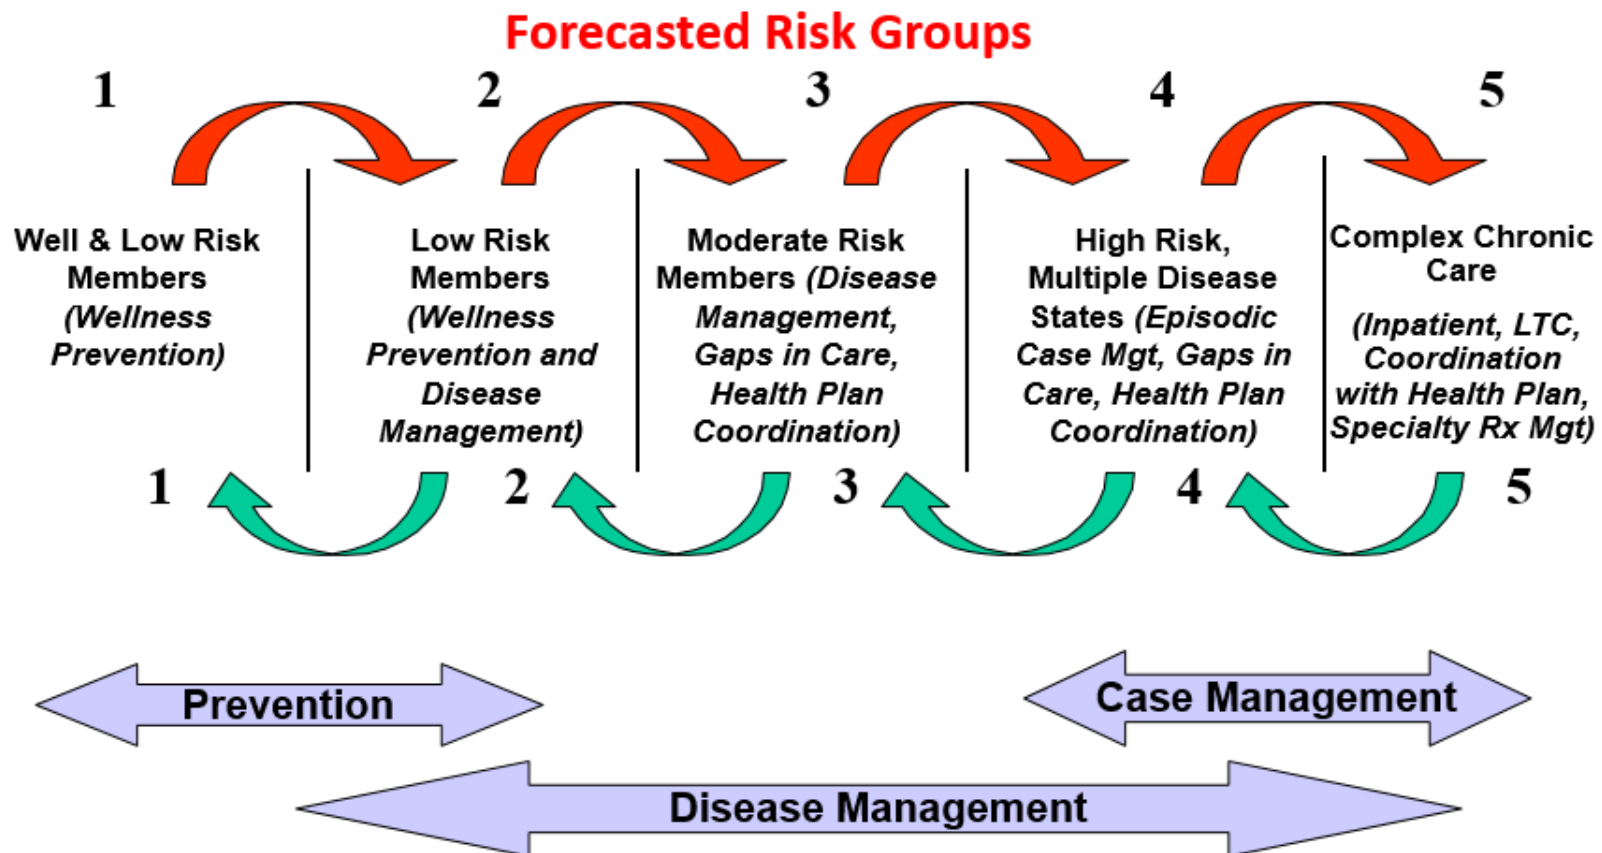 Forecasted Risk Groups
1
2
3
4
5
Well & Low Risk
Members
(Wellness
Prevention)
Low Risk
Members
(Wellness
Prevention and
Disease
Management)
Moderate Risk
Members (Disease
Management,
Gaps in Care,
Health Plan
Coordination)
High Risk,
Multiple Disease
States (Episodic
Case Mgt, Gaps in
Care, Health Plan
Coordination)
Complex Chronic
Care
(Inpatient, LTC,
Coordination
with Health Plan,
Specialty Rx Mgt)
1
2
3
4
5
Prevention
Case Management
Disease Management